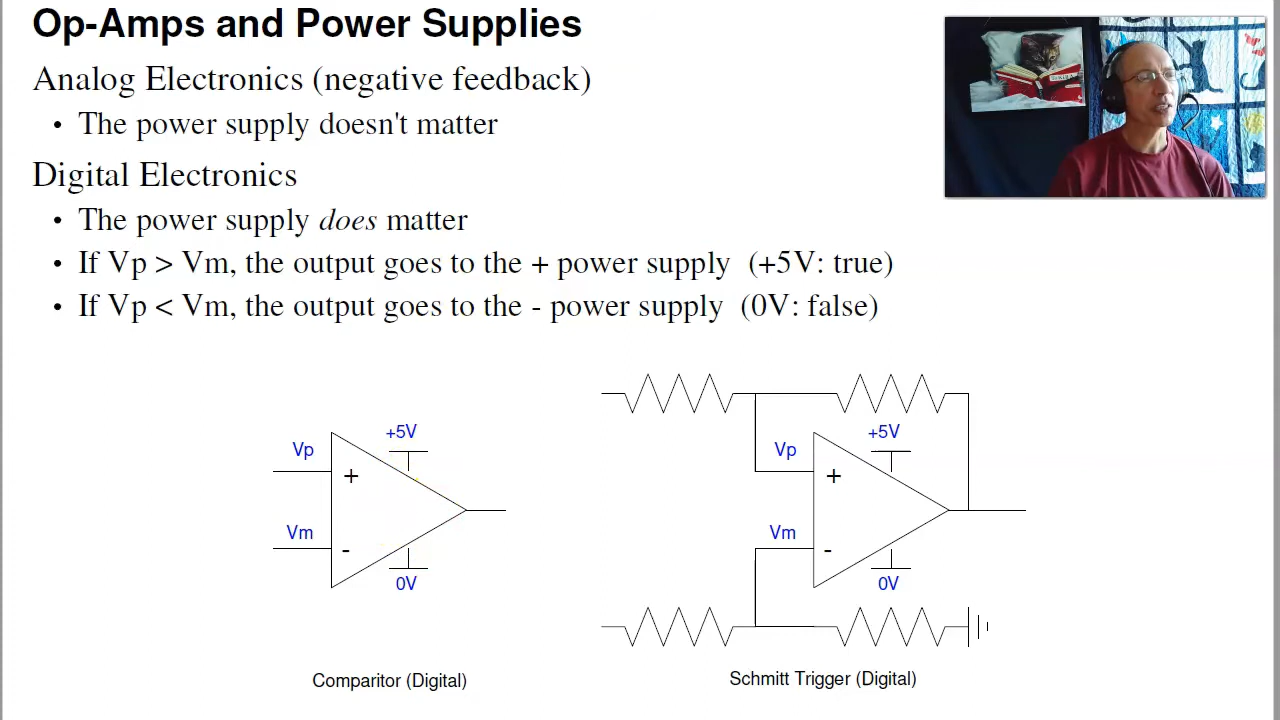 Op-Amps and Power Supplies
Analog Electronics (negative feedback)
• The power supply doesn't matter
Digital Electronics
• The power supply does matter
• If Vp > Vm, the output goes to the + power supply (+5V: true)
• If Vp < Vm, the output goes to the - power supply (0V: false)
+5V
Vp
+
Vm
-
0V
Comparitor (Digital)
+5V
Vp
+
Vm
-
0V
Schmitt Trigger (Digital)